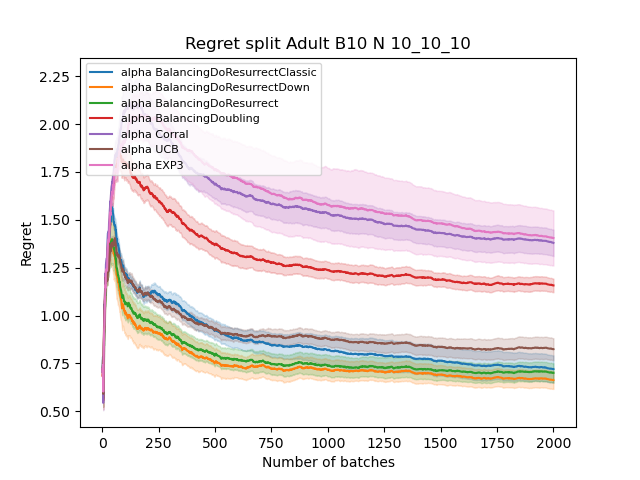 Regret split Adult B10 N 10_10_10
alpha BalancingDoResurrectClassic
alpha BalancingDoResurrectDown
alpha BalancingDoResurrect
alpha BalancingDoubling
alpha Corral
alpha UCB
alpha EXP3
2.25
2.00
1.75
1.50
1.25
1.00
0.75
0.50
Regret
0 250 500 750 1000 1250 1500 1750 2000
Number of batches